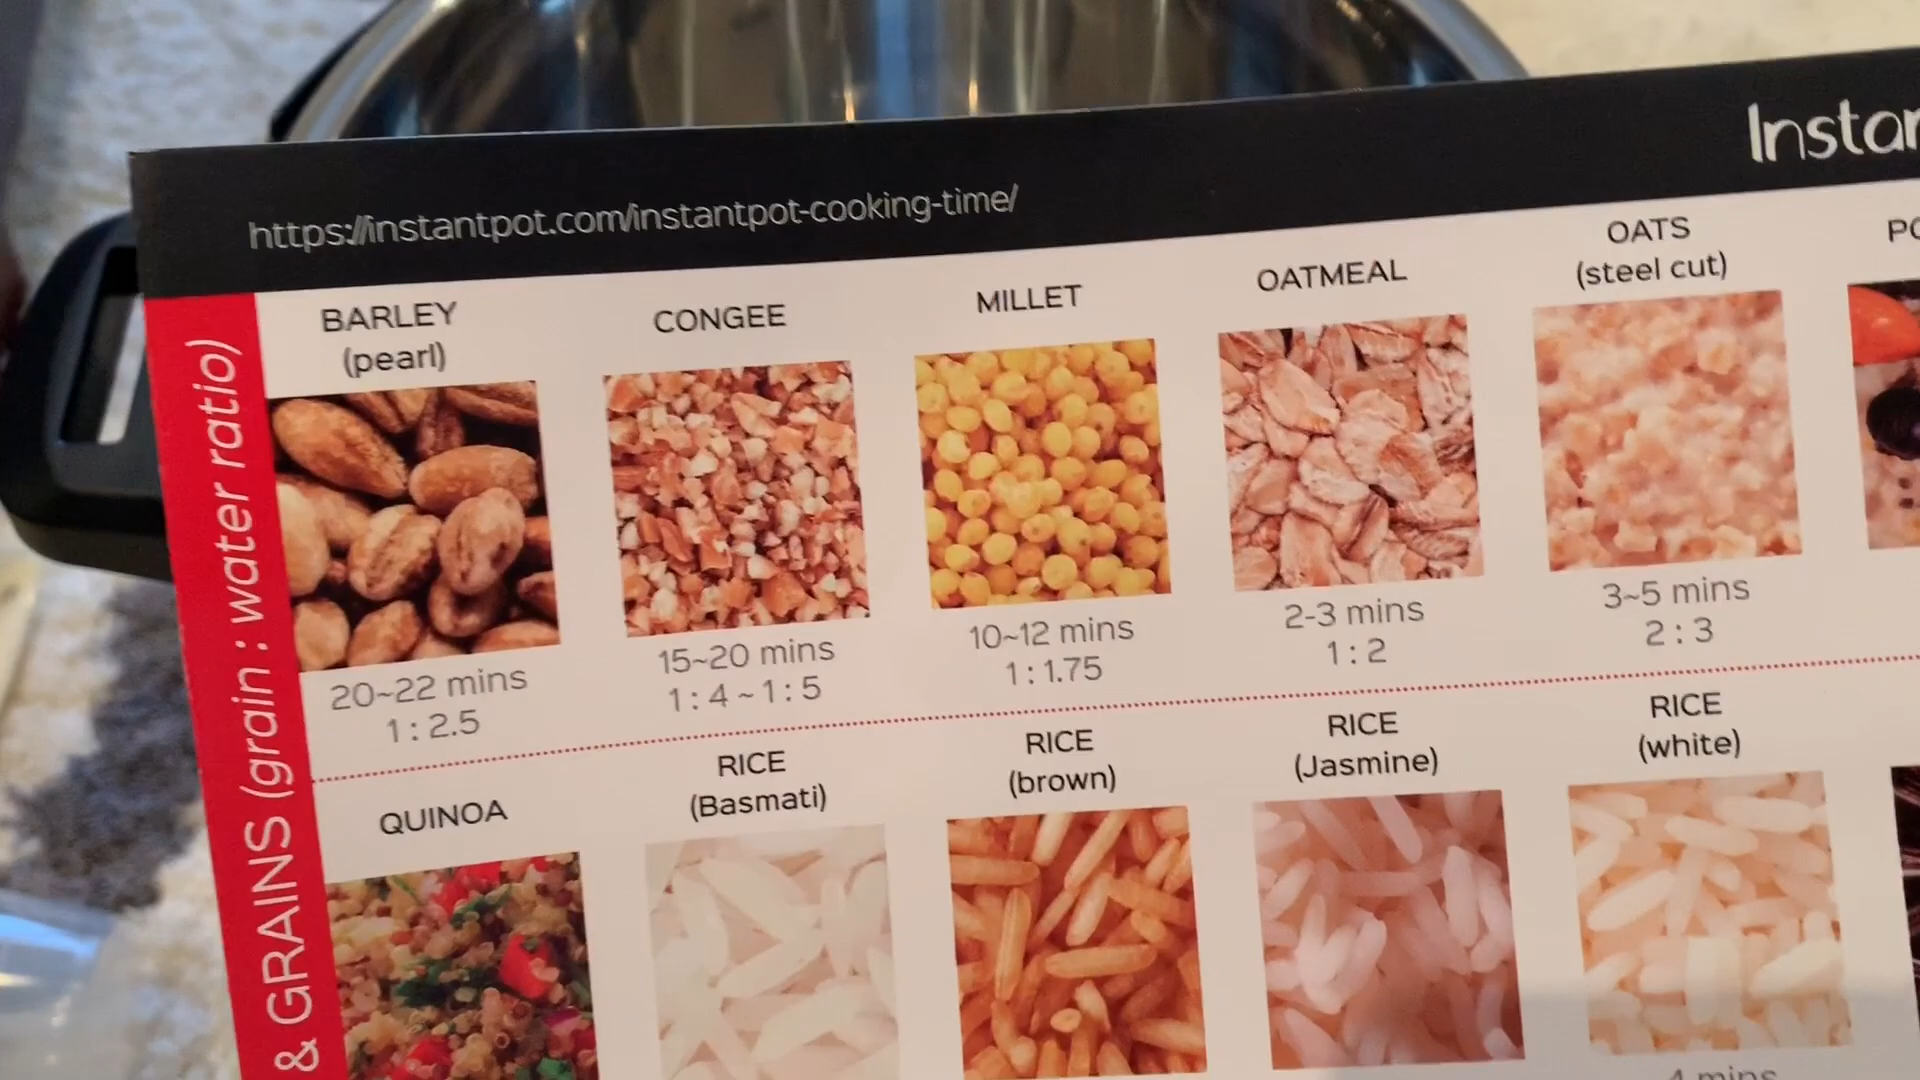 Instan
https://instantpot.com/instantpot-cooking-time/
& GRAINS (grain : water ratio)
BARLEY
(pearl)
20~22 mins
1 : 2.5
CONGEE
15~20 mins
1 : 4 ~ 1 : 5
MILLET
10~12 mins
1 : 1.75
OATMEAL
2-3 mins
1 : 2
OATS
(steel cut)
3~5 mins
2 : 3
QUINOA
RICE
(Basmati)
RICE
(brown)
RICE
(Jasmine)
RICE
(white)
4 mins